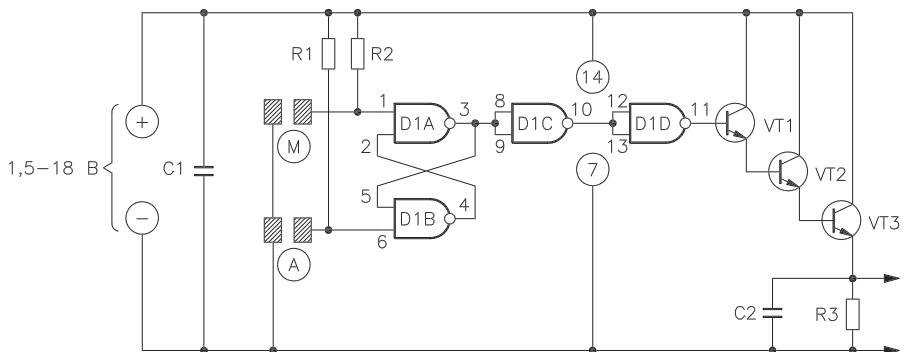 R1
R2
14
1
3
8
10
12
11
+
D1A
D1C
D1D
VT1
M
2
9
13
1,5–18 В
C1
7
VT2
5
4
−
D1B
6
VT3
A
C2
R3